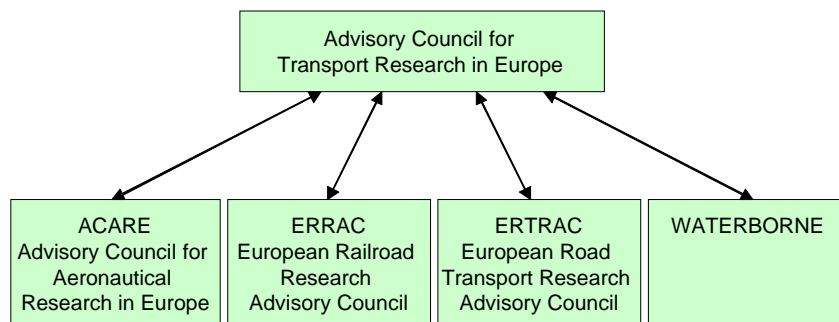 Advisory Council for
Transport Research in Europe
ACARE
Advisory Council for
Aeronautical
Research in Europe
ERRAC
European Railroad
Research
Advisory Council
ERTRAC
European Road
Transport Research
Advisory Council
WATERBORNE